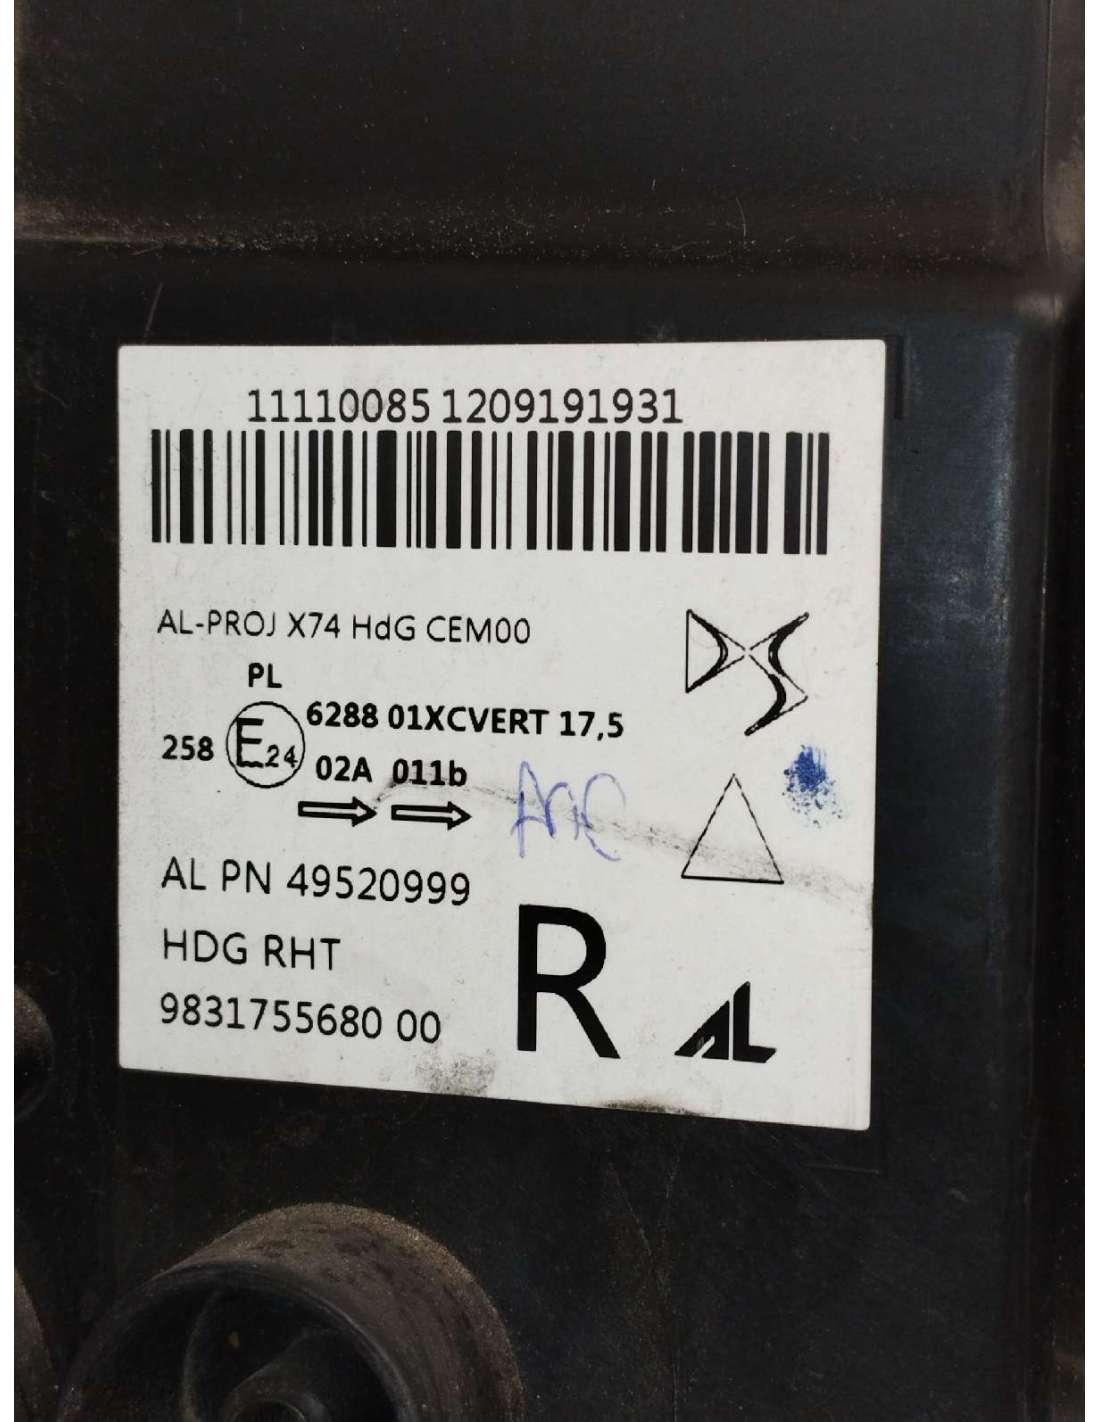 11110085 1209191931
AL-PROJ X74 HdG CEM00
PL
6288 01XCVERT 17,5
258 E24
02A 011b
AL PN 49520999
HDG RHT
9831755680 00
R
AL
DS